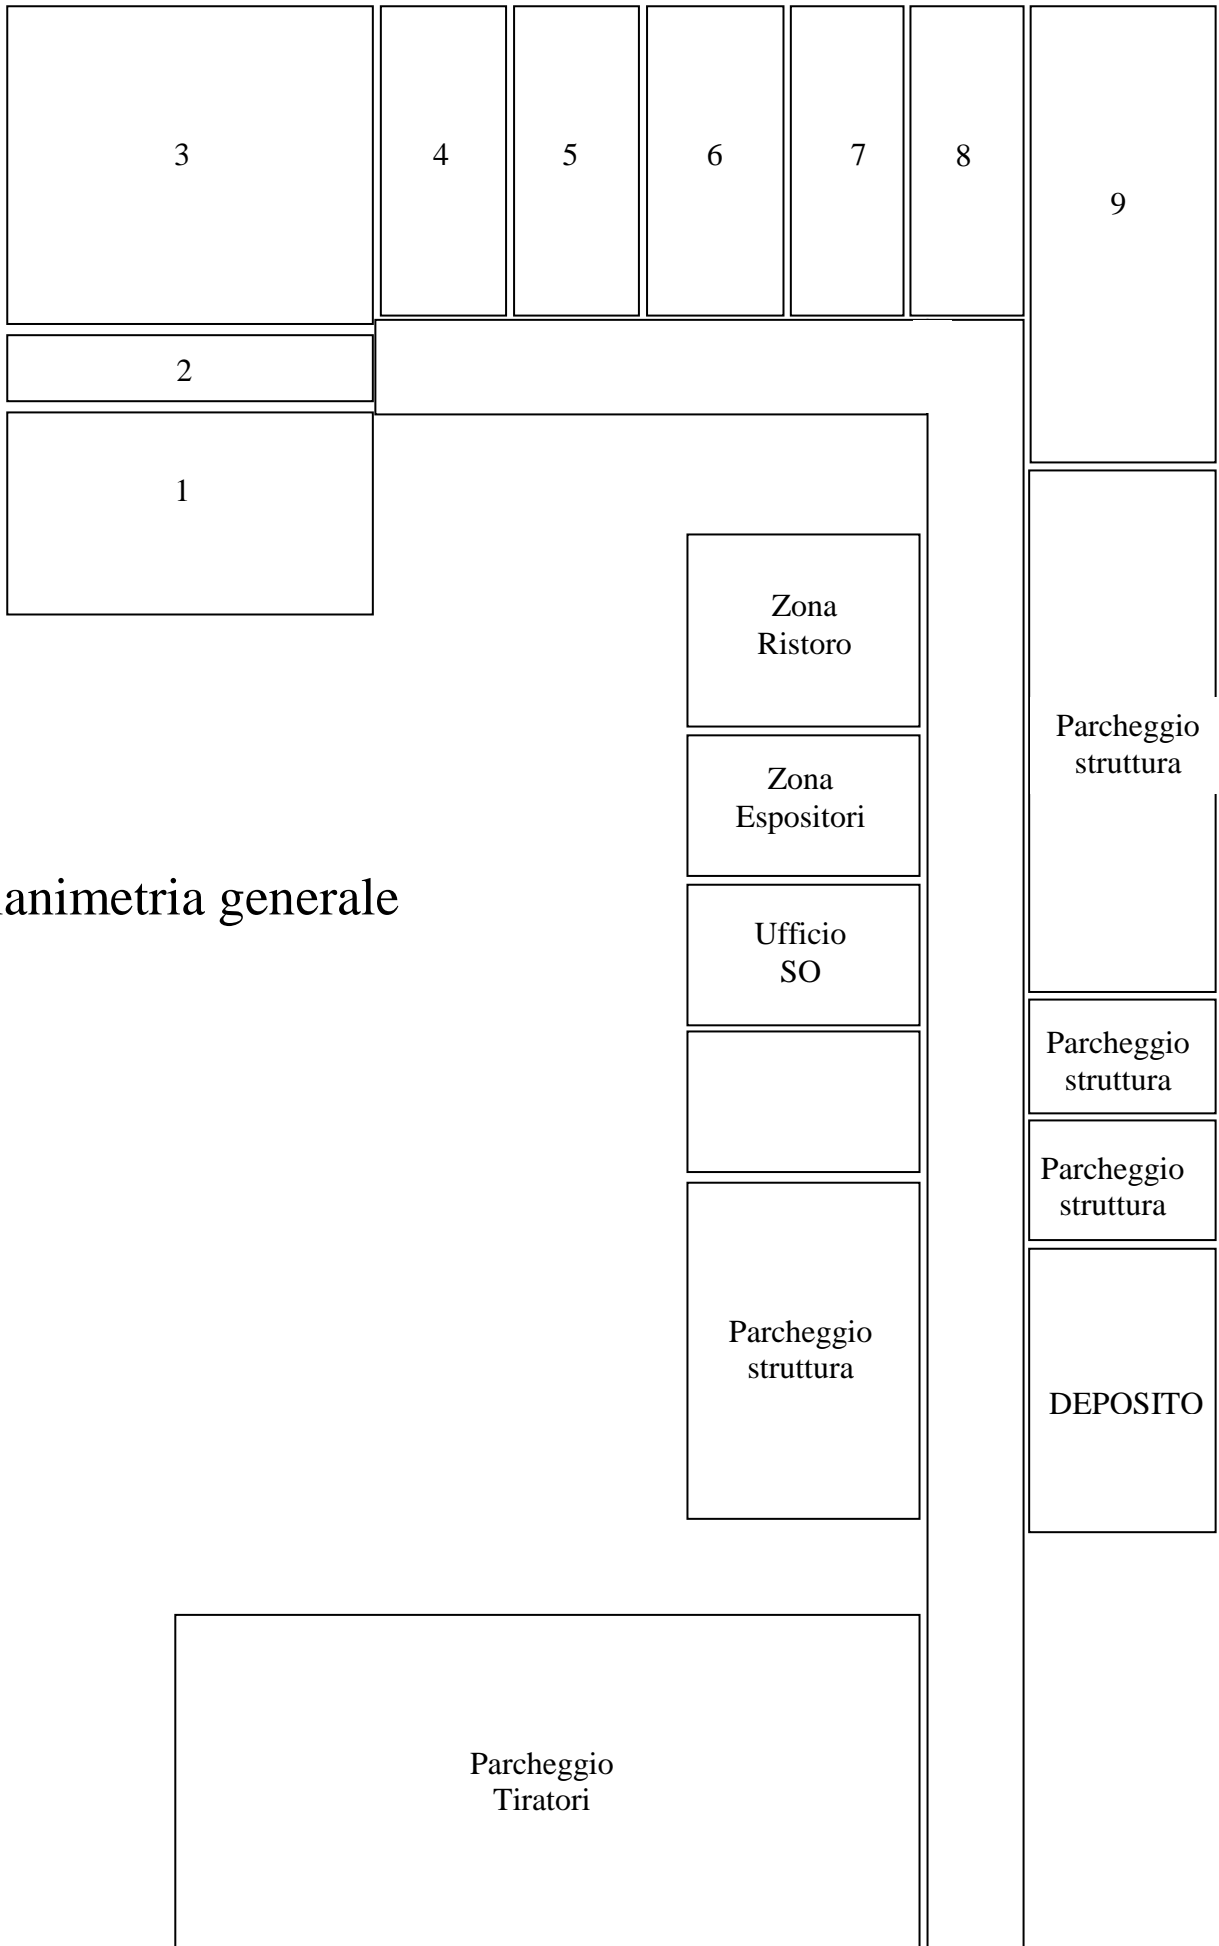 3
4
5
6
7
8
9
2
1
Zona
Ristoro
Parcheggio
struttura
Zona
Espositori
animetria generale
Ufficio
SO
Parcheggio
struttura
Parcheggio
struttura
Parcheggio
struttura
DEPOSITO
Parcheggio
Tiratori